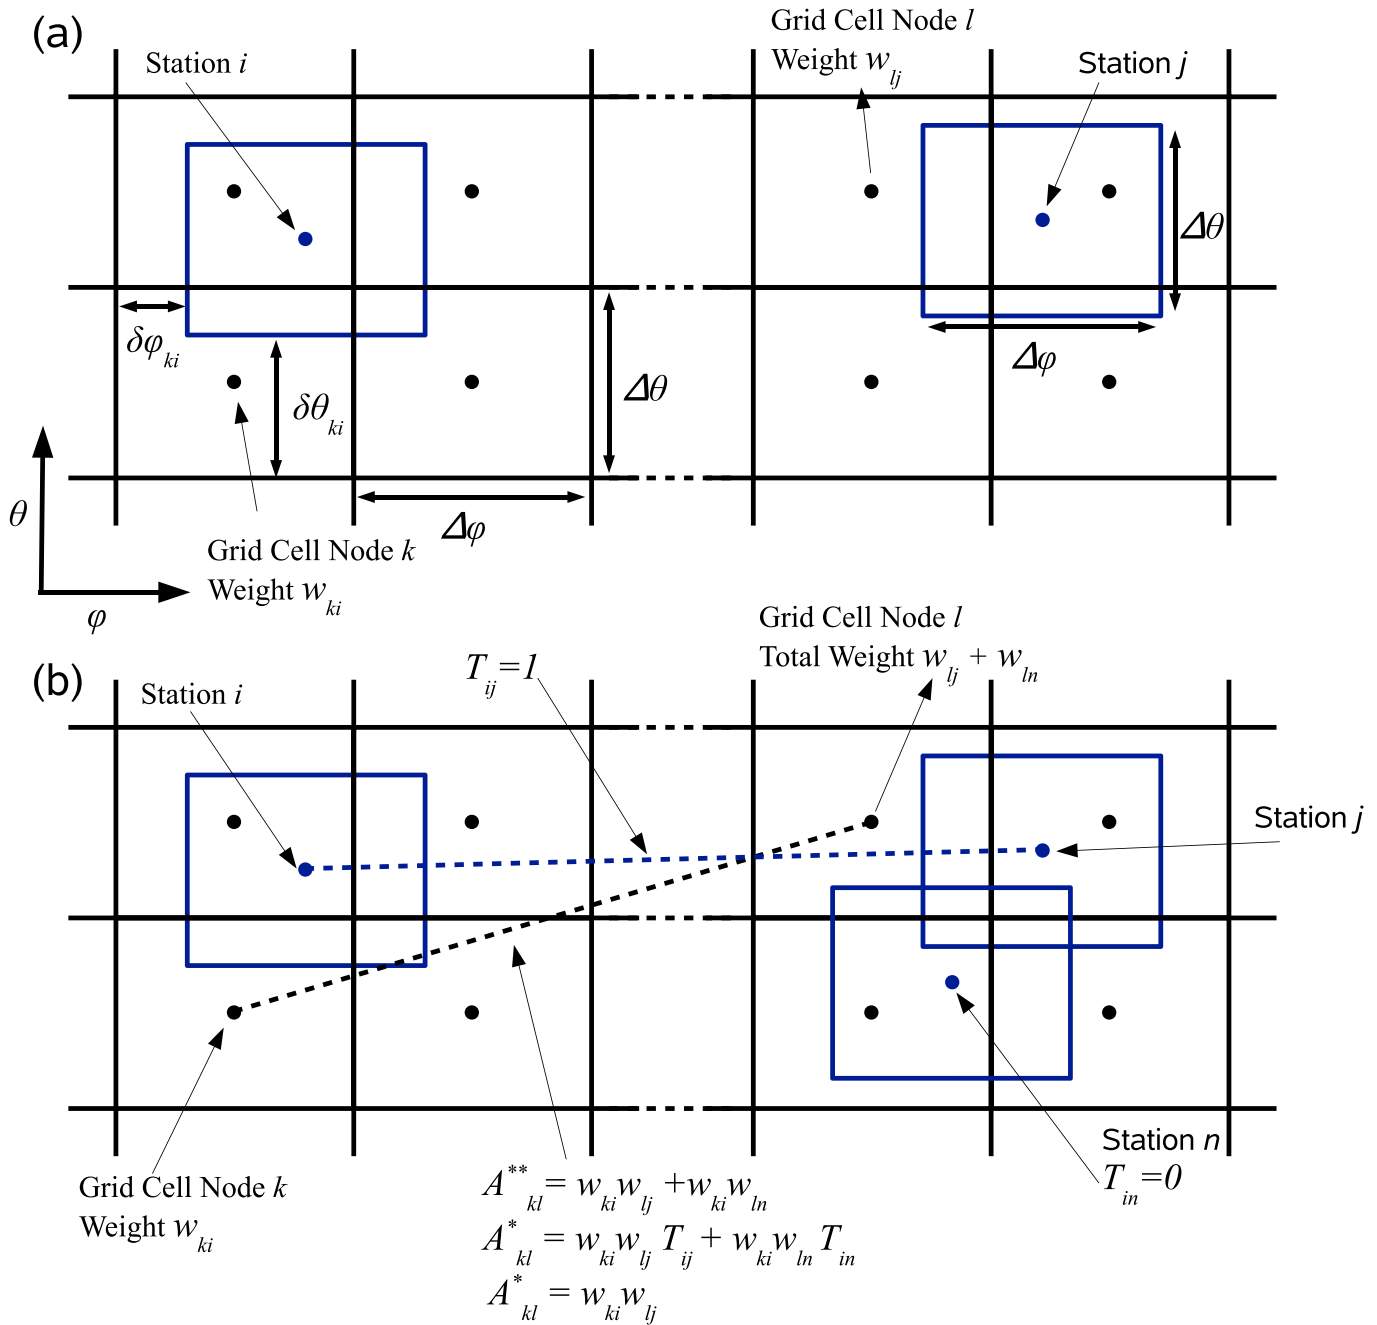 (a)
Station i
Grid Cell Node l
Weight w_lj
Station j
Δθ
Δφ
δφ_ki
δθ_ki
Δθ
Δφ
θ
φ
Grid Cell Node k
Weight w_ki
(b)
Station i
T_ij=1
Grid Cell Node l
Total Weight w_lj + w_ln
Station j
Station n
T_in=0
Grid Cell Node k
Weight w_ki
A^**_kl= w_ki w_lj +w_ki w_ln
A^*_kl = w_ki w_lj T_ij + w_ki w_ln T_in
A^*_kl = w_ki w_lj